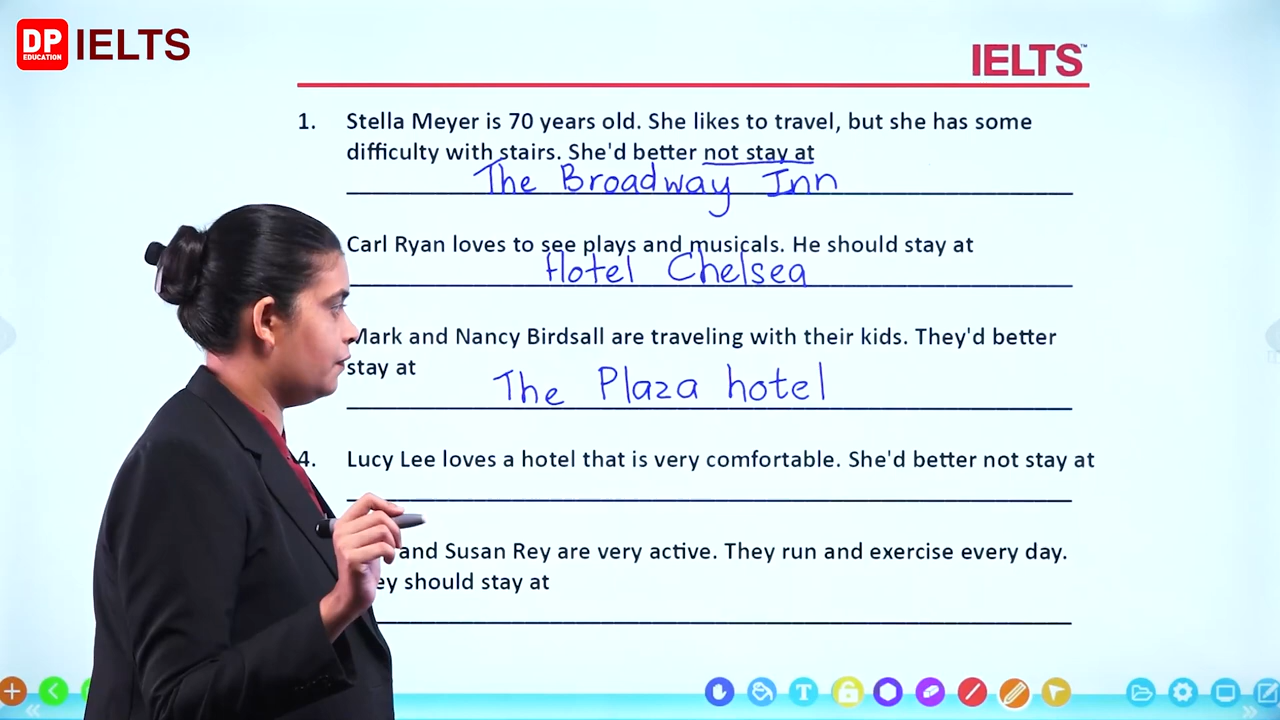 DP
EDUCATION
IELTS
IELTS™
1. Stella Meyer is 70 years old. She likes to travel, but she has some
difficulty with stairs. She'd better not stay at
The Broadway Inn
Carl Ryan loves to see plays and musicals. He should stay at
Hotel Chelsea
Mark and Nancy Birdsall are traveling with their kids. They'd better
stay at
The Plaza hotel
4. Lucy Lee loves a hotel that is very comfortable. She'd better not stay at
and Susan Rey are very active. They run and exercise every day.
should stay at